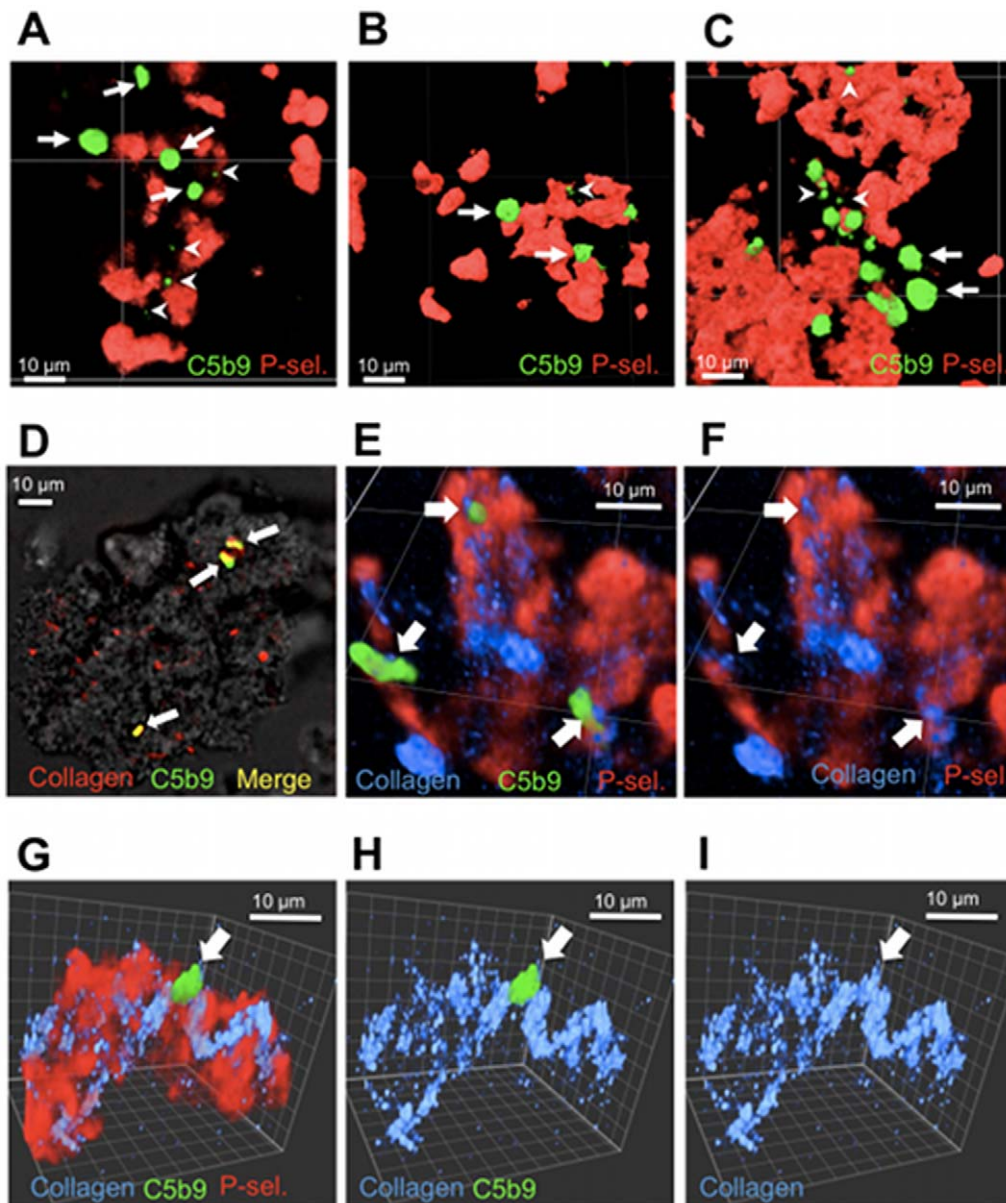 A
B
C
10 µm
C5b9 P-sel.
10 µm
C5b9 P-sel.
10 µm
C5b9 P-sel.
D
E
F
10 µm
Collagen C5b9 Merge
10 µm
Collagen C5b9 P-sel.
10 µm
Collagen P-sel.
G
H
I
10 µm
Collagen C5b9 P-sel.
10 µm
Collagen C5b9
10 µm
Collagen